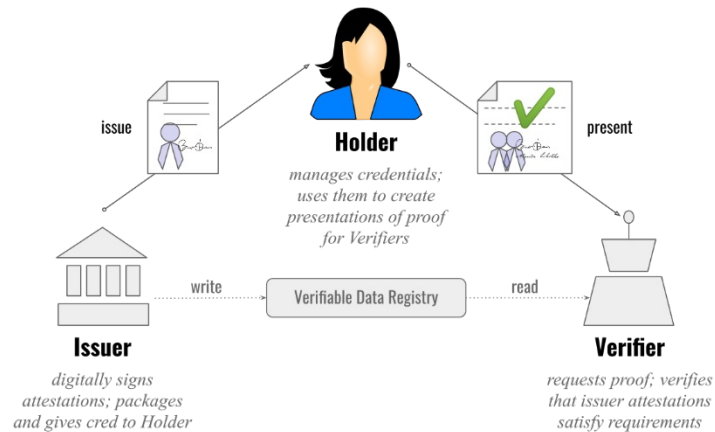 issue
present
Holder
manages credentials;
uses them to create
presentations of proof
for Verifiers
write
Verifiable Data Registry
read
Issuer
digitally signs
attestations; packages
and gives cred to Holder
Verifier
requests proof; verifies
that issuer attestations
satisfy requirements